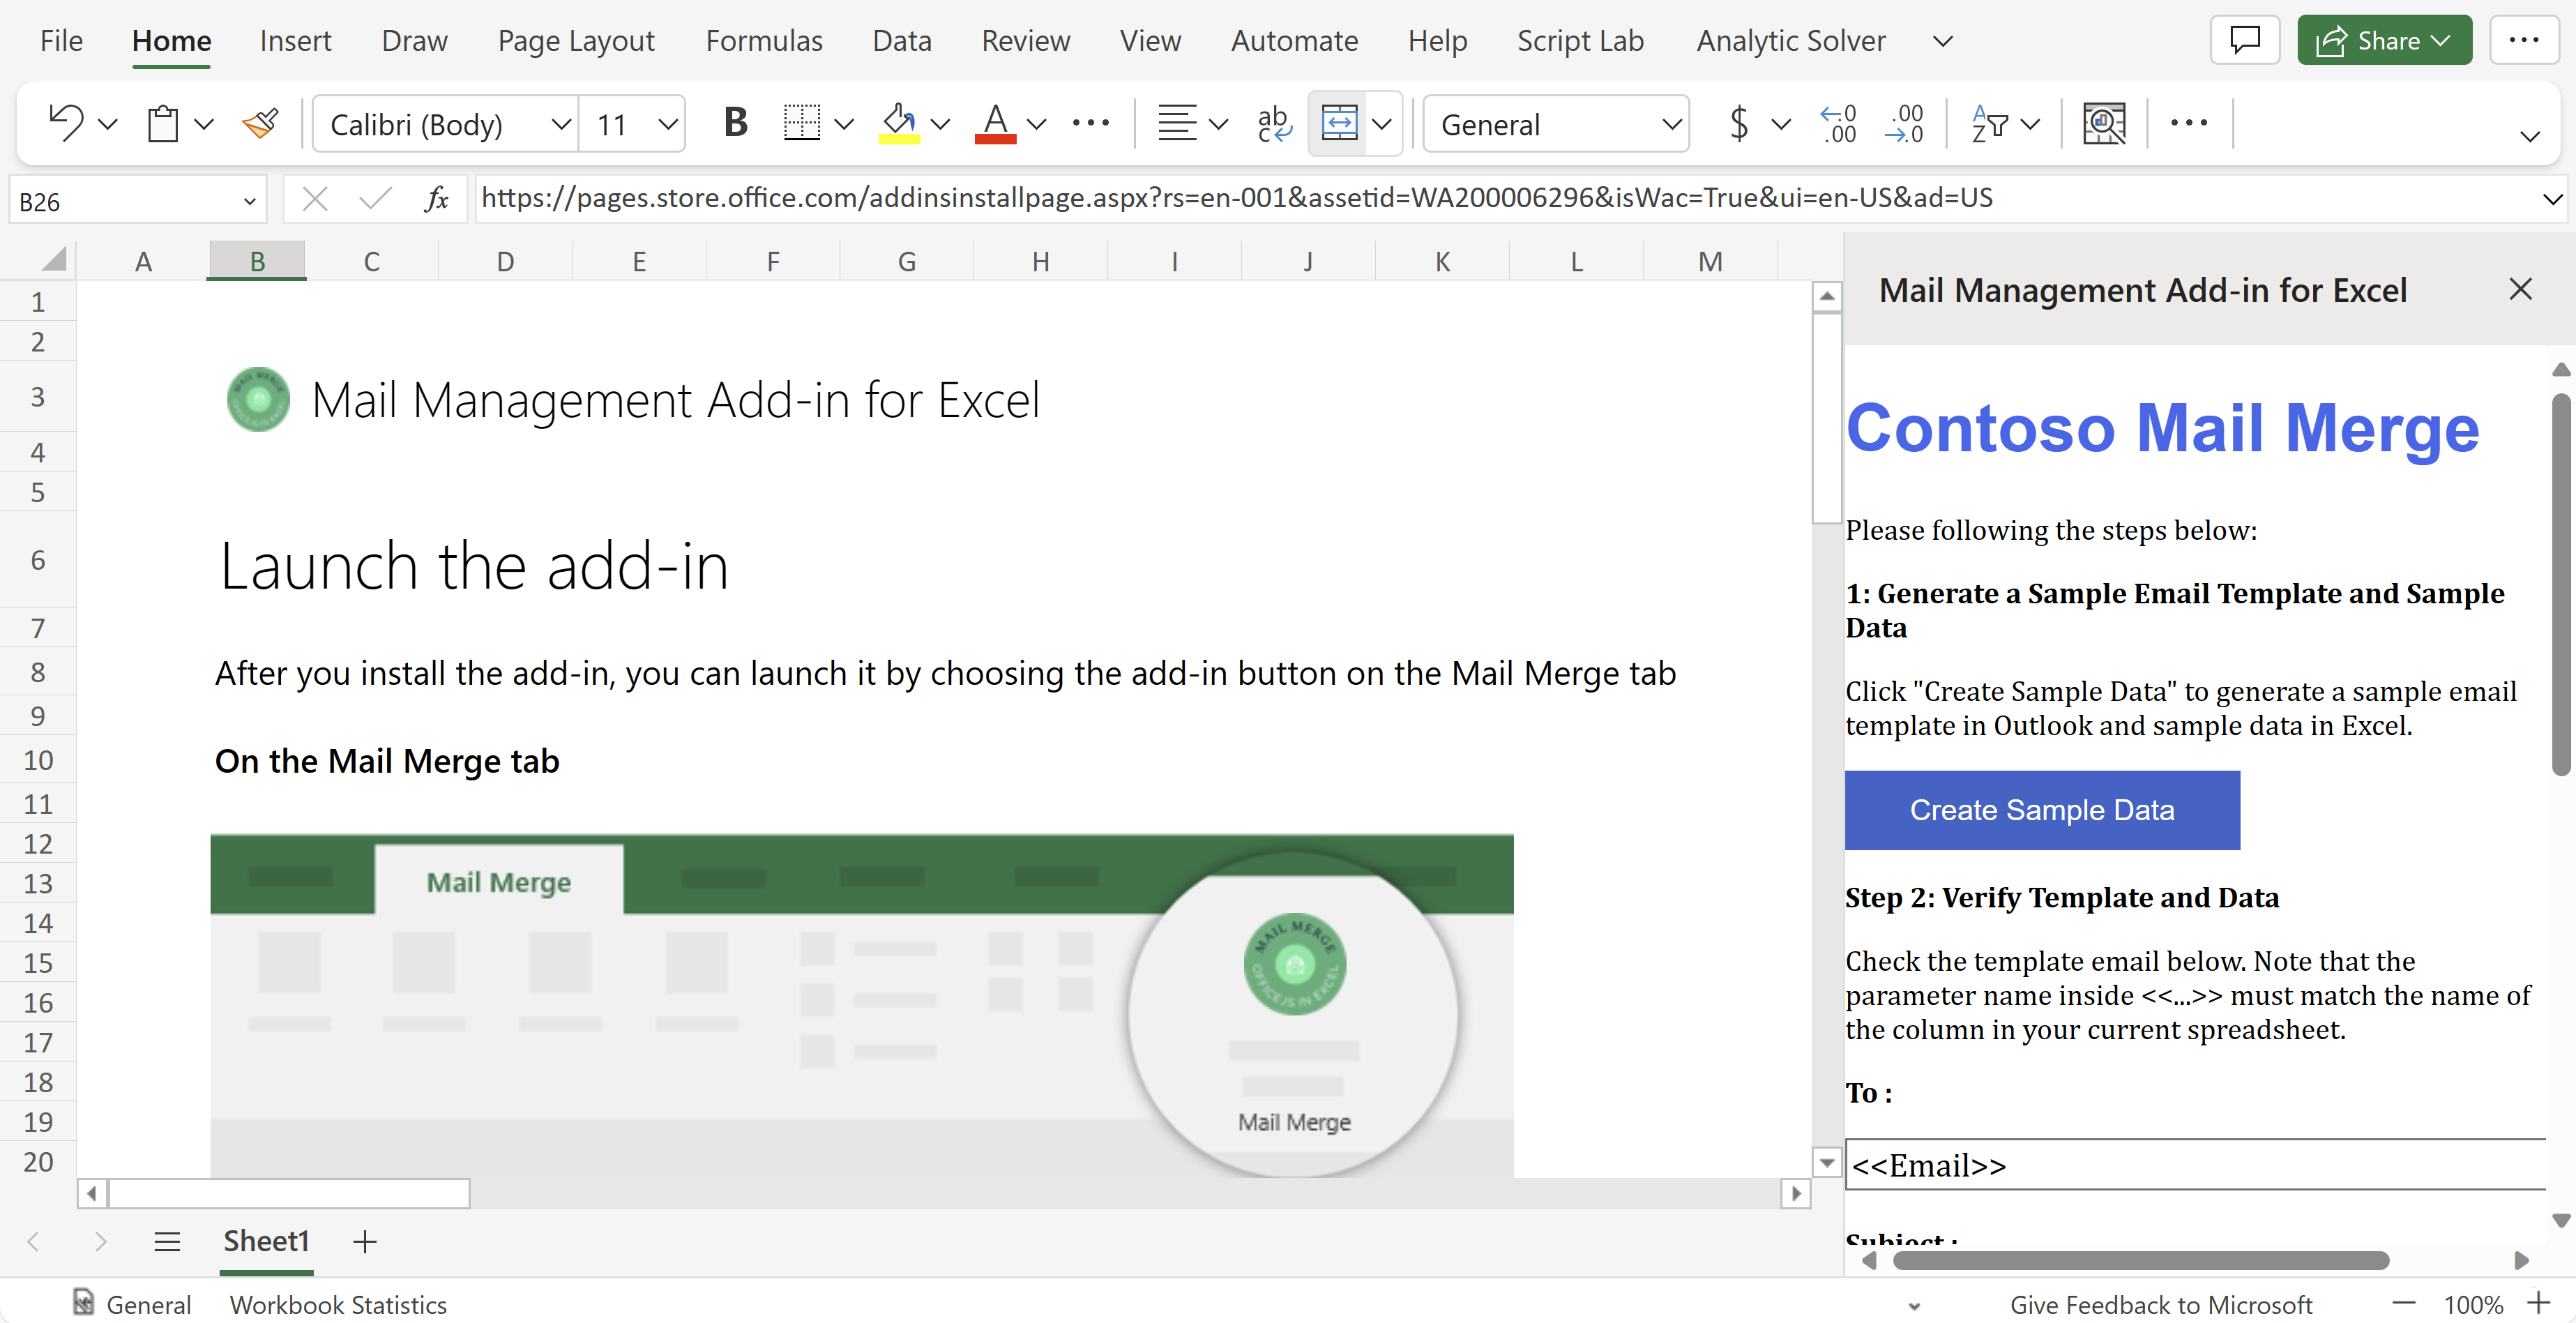 File Home Insert Draw Page Layout Formulas Data Review View Automate Help Script Lab Analytic Solver Share
Calibri (Body) 11 B A ab c General $ .0 .00 .00 .0 A Z
B26 fx https://pages.store.office.com/addinsinstallpage.aspx?rs=en-001&assetid=WA200006296&isWac=True&ui=en-US&ad=US
A B C D E F G H I J K L M
1
2
3
4
5
6
7
8
9
10
11
12
13
14
15
16
17
18
19
20
Mail Management Add-in for Excel
Launch the add-in
After you install the add-in, you can launch it by choosing the add-in button on the Mail Merge tab
On the Mail Merge tab
Mail Merge
MAIL MERGE
OFFICEJS IN EXCEL
Mail Merge
Mail Management Add-in for Excel
Contoso Mail Merge
Please following the steps below:
1: Generate a Sample Email Template and Sample
Data
Click "Create Sample Data" to generate a sample email
template in Outlook and sample data in Excel.
Create Sample Data
Step 2: Verify Template and Data
Check the template email below. Note that the
parameter name inside <<...>> must match the name of
the column in your current spreadsheet.
To :
<<Email>>
Subject :
Sheet1
General Workbook Statistics Give Feedback to Microsoft 100%